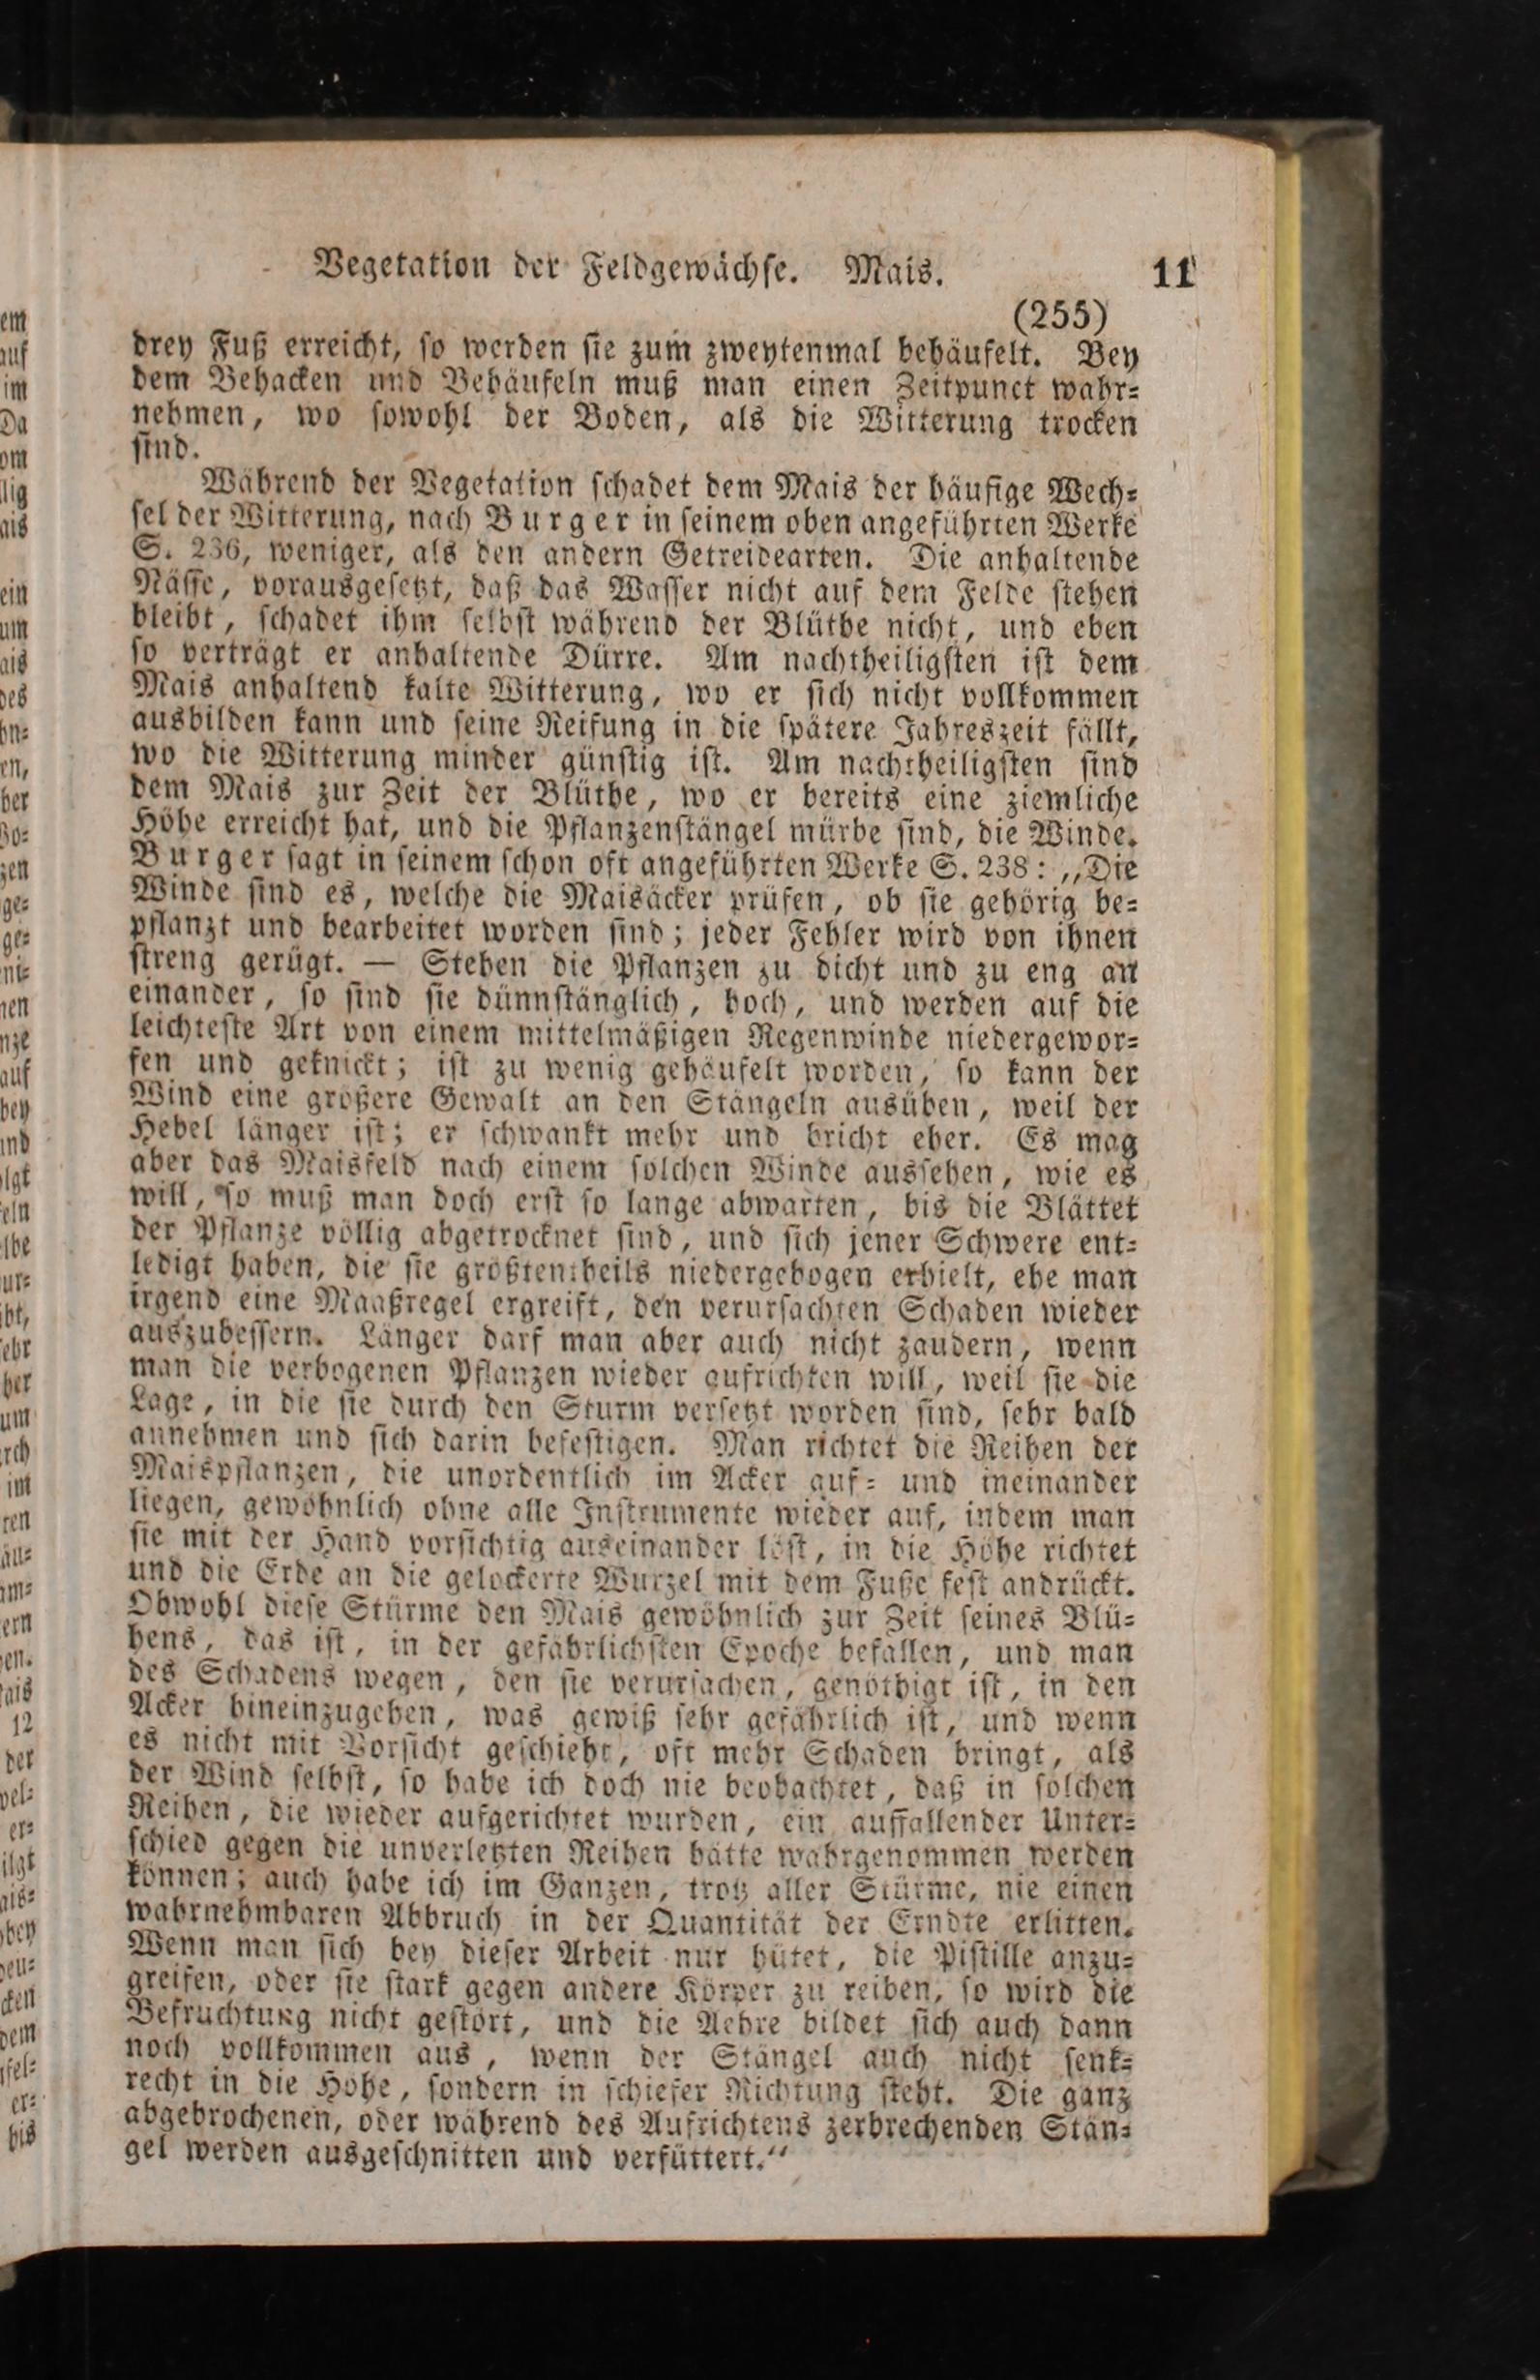 Vegetation der Feldgewächse. Mais. 11
(255)
drey Fuß erreicht, so werden sie zum zweytenmal behäufelt. Bey
dem Behacken und Behäufeln muß man einen Zeitpunct wahr-
nehmen, wo sowohl der Boden, als die Witterung trocken
sind.
Während der Vegetation schadet dem Mais der häufige Wech-
sel der Witterung, nach Burger in seinem oben angeführten Werke
S. 236, weniger, als den andern Getreidearten. Die anhaltende
Nässe, vorausgesetzt, daß das Wasser nicht auf dem Felde stehen
bleibt, schadet ihm selbst während der Blüthe nicht, und eben
so verträgt er anhaltende Dürre. Am nachtheiligsten ist dem
Mais anhaltend kalte Witterung, wo er sich nicht vollkommen
ausbilden kann und seine Reifung in die spätere Jahreszeit fällt,
wo die Witterung minder günstig ist. Am nachtheiligsten sind
dem Mais zur Zeit der Blüthe, wo er bereits eine ziemliche
Höhe erreicht hat, und die Pflanzenstängel mürbe sind, die Winde.
Burger sagt in seinem schon oft angeführten Werke S. 238: „Die
Winde sind es, welche die Maisäcker prüfen, ob sie gehörig be-
pflanzt und bearbeitet worden sind; jeder Fehler wird von ihnen
streng gerügt. — Stehen die Pflanzen zu dicht und zu eng an
einander, so sind sie dünnstänglich, hoch, und werden auf die
leichteste Art von einem mittelmäßigen Regenwinde niedergewor-
fen und geknickt; ist zu wenig gehäufelt worden, so kann der
Wind eine größere Gewalt an den Stängeln ausüben, weil der
Hebel länger ist; er schwankt mehr und bricht eher. Es mag
aber das Maisfeld nach einem solchen Winde aussehen, wie es
will, so muß man doch erst so lange abwarten, bis die Blätter
der Pflanze völlig abgetrocknet sind, und sich jener Schwere ent-
ledigt haben, die sie größtentheils niedergebogen erhielt, ehe man
irgend eine Maaßregel ergreift, den verursachten Schaden wieder
auszubessern. Länger darf man aber auch nicht zaudern, wenn
man die verbogenen Pflanzen wieder aufrichten will, weil sie die
Lage, in die sie durch den Sturm versetzt worden sind, sehr bald
annehmen und sich darin befestigen. Man richtet die Reihen der
Maispflanzen, die unordentlich im Acker auf- und ineinander
liegen, gewöhnlich ohne alle Instrumente wieder auf, indem man
sie mit der Hand vorsichtig auseinander löst, in die Höhe richtet
und die Erde an die gelockerte Wurzel mit dem Fuße fest andrückt.
Obwohl diese Stürme den Mais gewöhnlich zur Zeit seines Blü-
hens, das ist, in der gefährlichsten Epoche befallen, und man
des Schadens wegen, den sie verursachen, genöthigt ist, in den
Acker hineinzugehen, was gewiß sehr gefährlich ist, und wenn
es nicht mit Vorsicht geschieht, oft mehr Schaden bringt, als
der Wind selbst, so habe ich doch nie beobachtet, daß in solchen
Reihen, die wieder aufgerichtet wurden, ein auffallender Unter-
schied gegen die unverletzten Reihen hätte wahrgenommen werden
können; auch habe ich im Ganzen, trotz aller Stürme, nie einen
wahrnehmbaren Abbruch in der Quantität der Erndte erlitten.
Wenn man sich bey dieser Arbeit nur hütet, die Pistille anzu-
greifen, oder sie stark gegen andere Körper zu reiben, so wird die
Befruchtung nicht gestört, und die Aehre bildet sich auch dann
noch vollkommen aus, wenn der Stängel auch nicht senk-
recht in die Höhe, sondern in schiefer Richtung steht. Die ganz
abgebrochenen, oder während des Aufrichtens zerbrechenden Stän-
gel werden ausgeschnitten und verfüttert.“